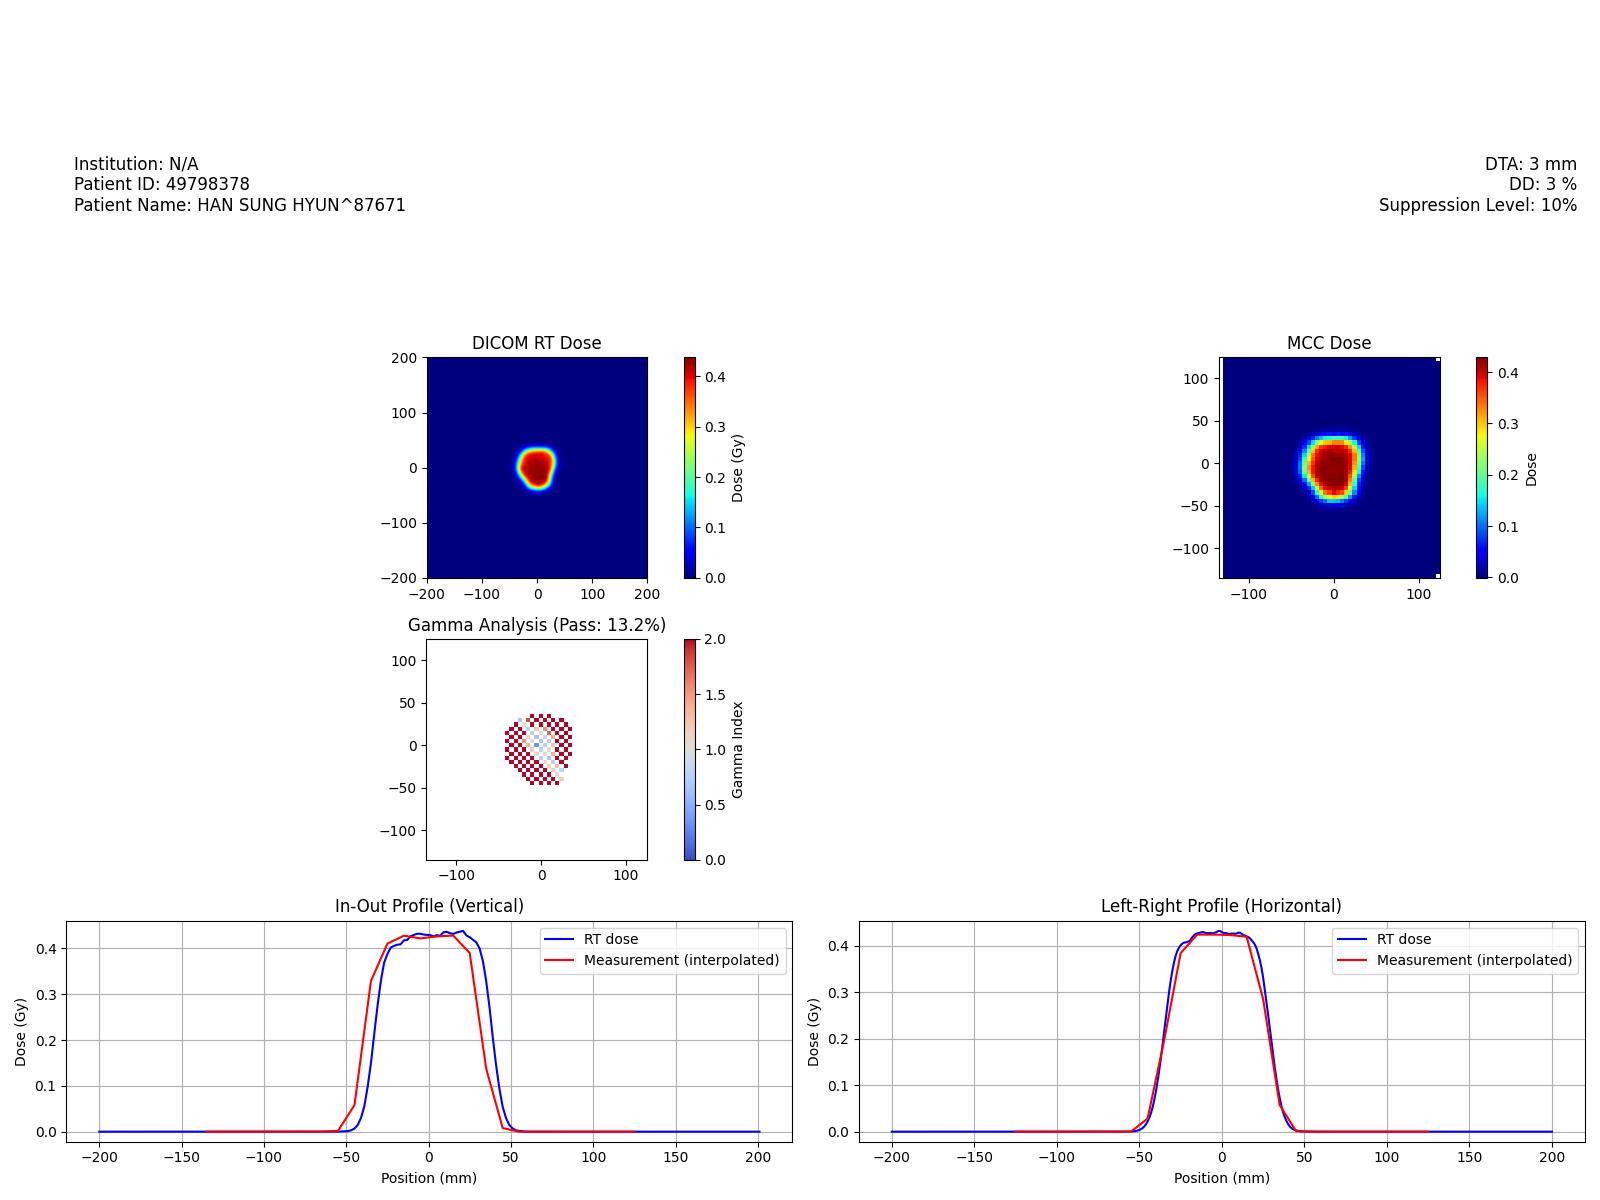 Institution: N/A
Patient ID: 49798378
Patient Name: HAN SUNG HYUN^87671
DTA: 3 mm
DD: 3 %
Suppression Level: 10%
DICOM RT Dose
200
100
0
−100
−200
−200 −100 0 100 200
0.4
0.3
0.2
0.1
0.0
Dose (Gy)
MCC Dose
100
50
0
−50
−100
−100 0 100
0.4
0.3
0.2
0.1
0.0
Dose
Gamma Analysis (Pass: 13.2%)
100
50
0
−50
−100
−100 0 100
2.0
1.5
1.0
0.5
0.0
Gamma Index
In-Out Profile (Vertical)
RT dose
Measurement (interpolated)
0.4
0.3
0.2
0.1
0.0
Dose (Gy)
−200 −150 −100 −50 0 50 100 150 200
Position (mm)
Left-Right Profile (Horizontal)
RT dose
Measurement (interpolated)
0.4
0.3
0.2
0.1
0.0
Dose (Gy)
−200 −150 −100 −50 0 50 100 150 200
Position (mm)